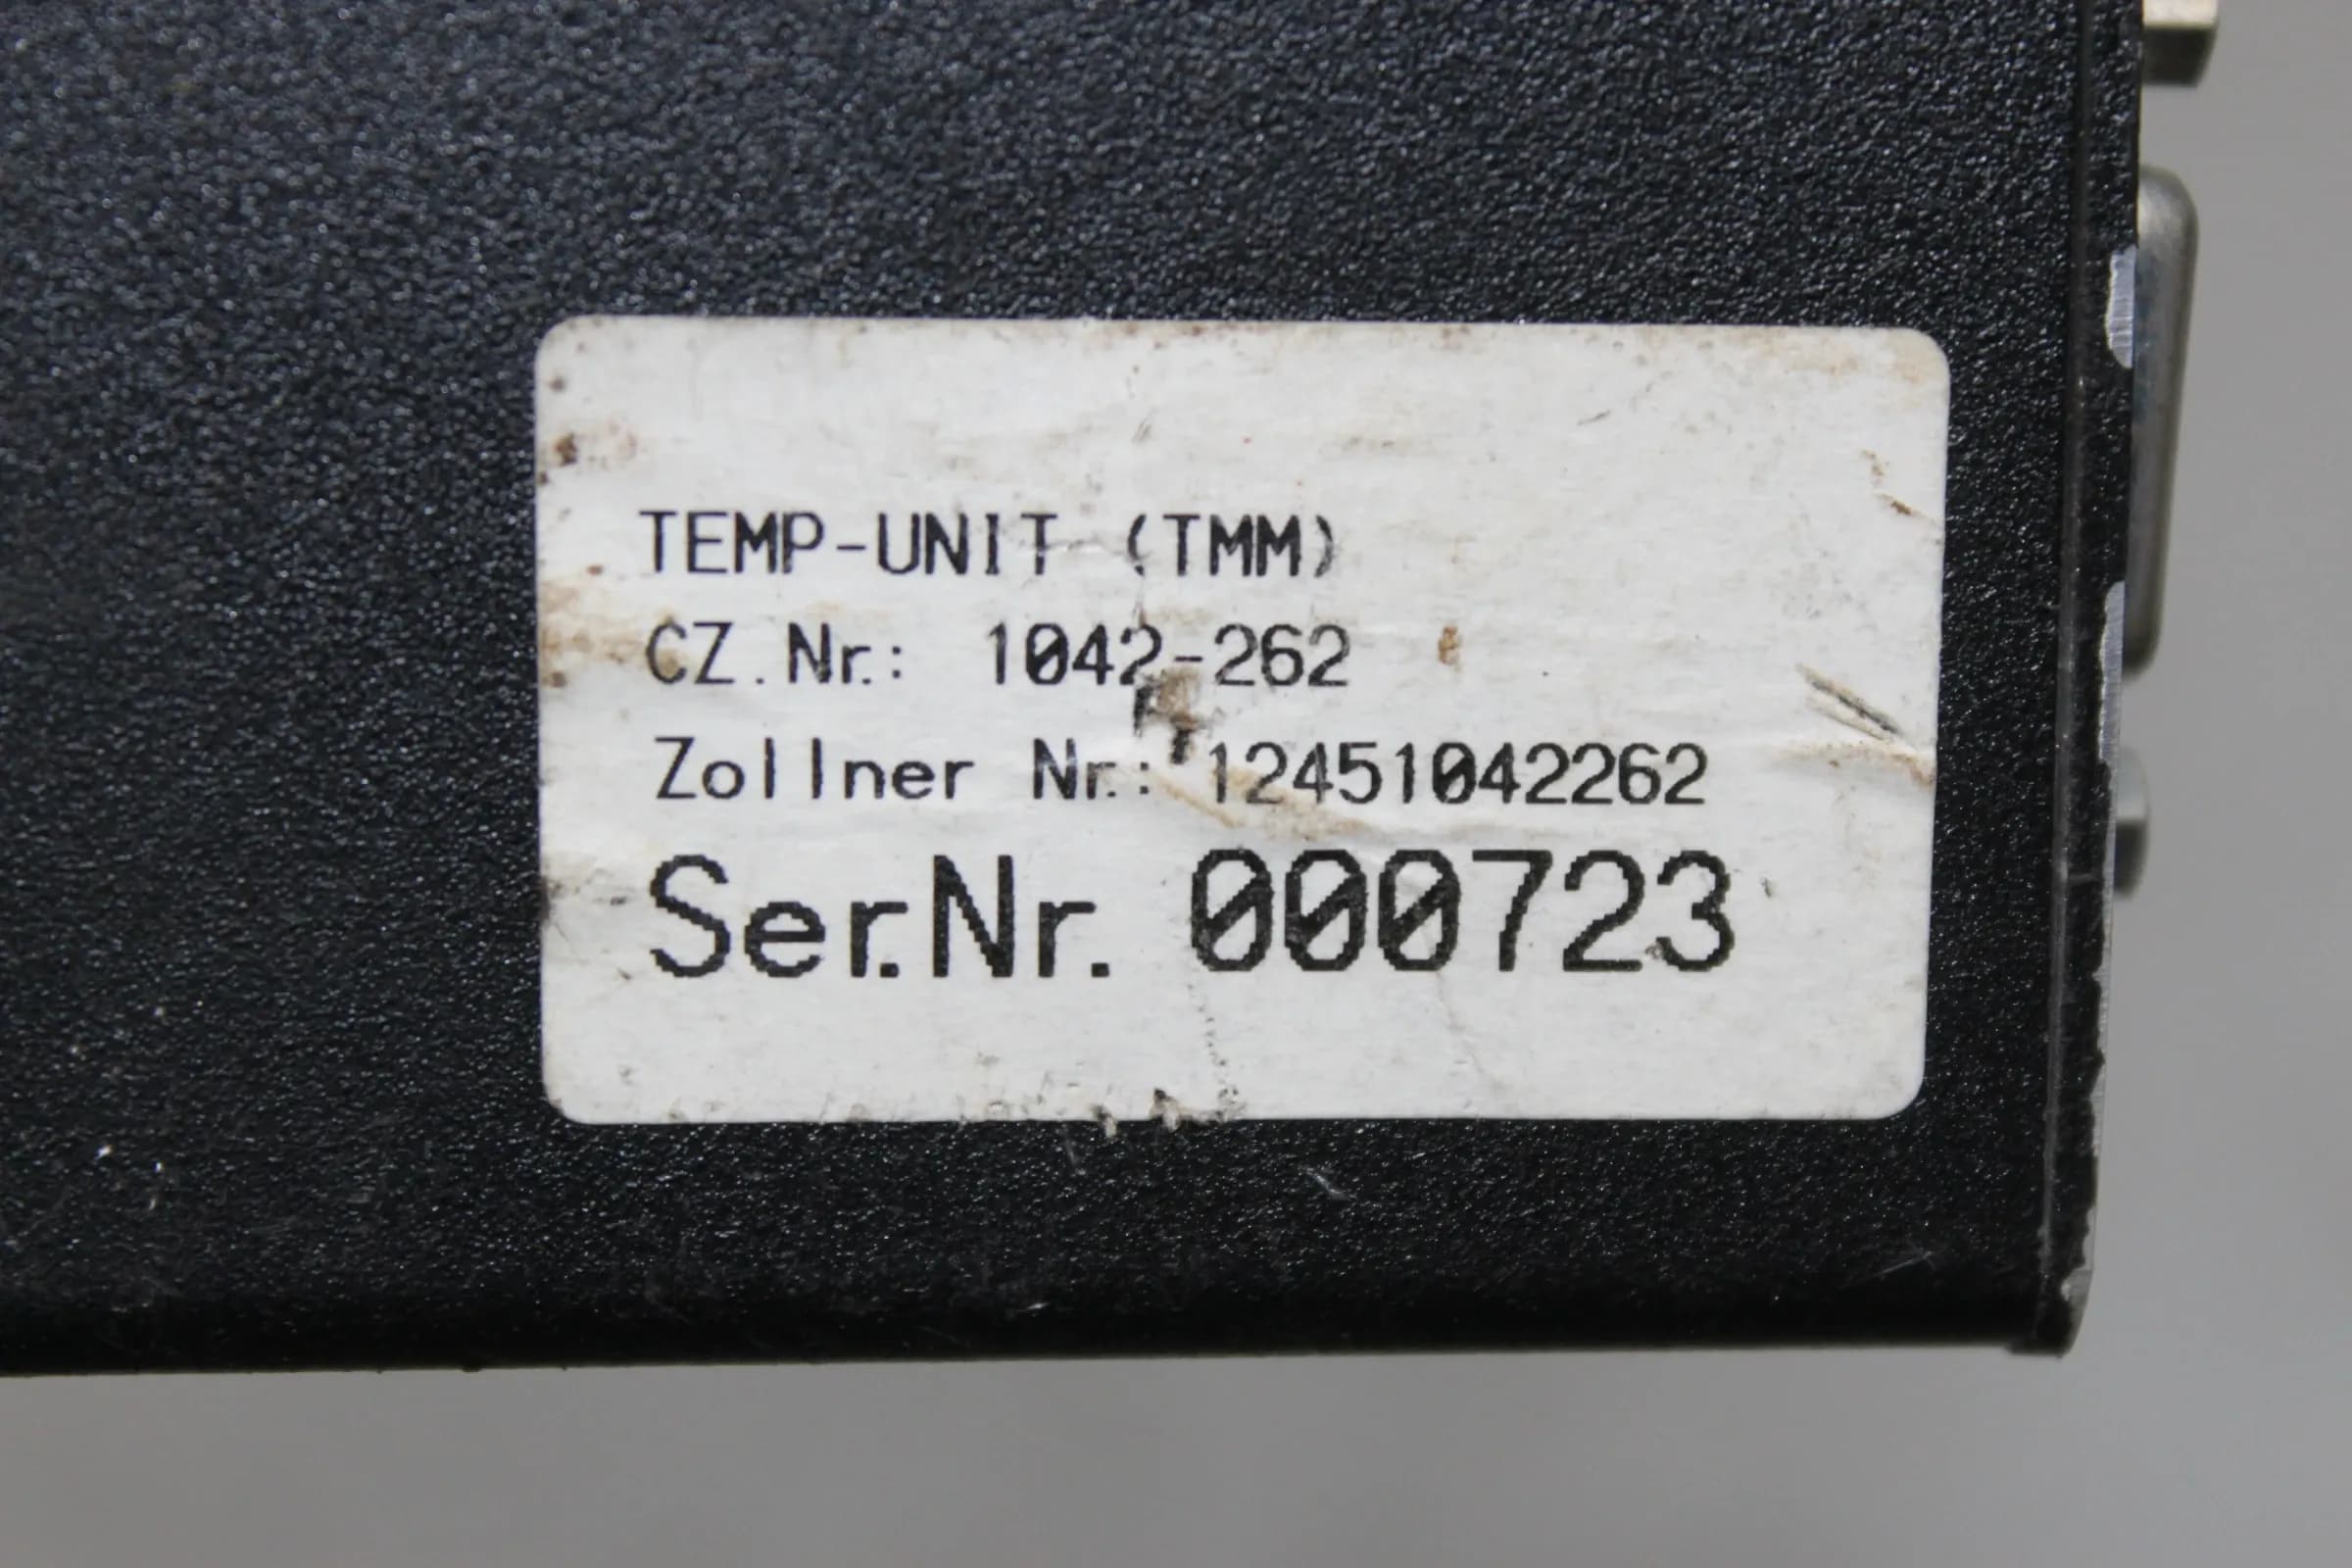 TEMP-UNIT (TMM)
CZ.Nr.: 1042-262
Zollner Nr.: 12451042262
Ser.Nr. 000723